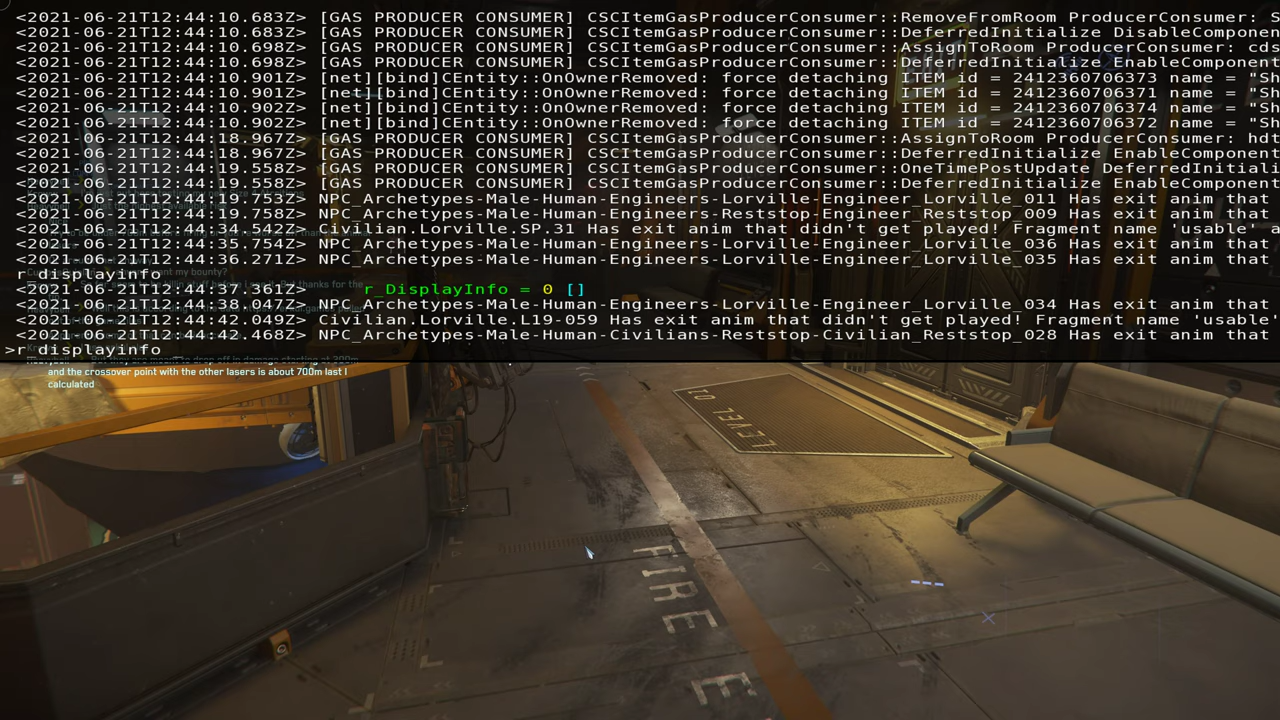 <2021-06-21T12:44:10.683Z> [GAS PRODUCER CONSUMER] CSCItemGasProducerConsumer::RemoveFromRoom ProducerConsumer: S
<2021-06-21T12:44:10.683Z> [GAS PRODUCER CONSUMER] CSCItemGasProducerConsumer::DeferredInitialize DisableComponen
<2021-06-21T12:44:10.698Z> [GAS PRODUCER CONSUMER] CSCItemGasProducerConsumer::AssignToRoom ProducerConsumer: cds
<2021-06-21T12:44:10.698Z> [GAS PRODUCER CONSUMER] CSCItemGasProducerConsumer::DeferredInitialize EnableComponent
<2021-06-21T12:44:10.901Z> [net][bind]CEntity::OnOwnerRemoved: force detaching ITEM id = 2412360706373 name = "Sh
<2021-06-21T12:44:10.901Z> [net][bind]CEntity::OnOwnerRemoved: force detaching ITEM id = 2412360706371 name = "Sh
<2021-06-21T12:44:10.902Z> [net][bind]CEntity::OnOwnerRemoved: force detaching ITEM id = 2412360706374 name = "Sh
<2021-06-21T12:44:10.902Z> [net][bind]CEntity::OnOwnerRemoved: force detaching ITEM id = 2412360706372 name = "Sh
<2021-06-21T12:44:18.967Z> [GAS PRODUCER CONSUMER] CSCItemGasProducerConsumer::AssignToRoom ProducerConsumer: hdt
<2021-06-21T12:44:18.967Z> [GAS PRODUCER CONSUMER] CSCItemGasProducerConsumer::DeferredInitialize EnableComponent
<2021-06-21T12:44:19.558Z> [GAS PRODUCER CONSUMER] CSCItemGasProducerConsumer::OneTimePostUpdate DeferredInitiali
<2021-06-21T12:44:19.558Z> [GAS PRODUCER CONSUMER] CSCItemGasProducerConsumer::DeferredInitialize EnableComponent
<2021-06-21T12:44:19.753Z> NPC_Archetypes-Male-Human-Engineers-Lorville-Engineer_Lorville_011 Has exit anim that
<2021-06-21T12:44:19.758Z> NPC_Archetypes-Male-Human-Engineers-Reststop-Engineer_Reststop_009 Has exit anim that
<2021-06-21T12:44:34.542Z> Civilian.Lorville.SP.31 Has exit anim that didn't get played! Fragment name 'usable' a
<2021-06-21T12:44:35.754Z> NPC_Archetypes-Male-Human-Engineers-Lorville-Engineer_Lorville_036 Has exit anim that
<2021-06-21T12:44:36.271Z> NPC_Archetypes-Male-Human-Engineers-Lorville-Engineer_Lorville_035 Has exit anim that
r_displayinfo
<2021-06-21T12:44:37.361Z> r_DisplayInfo = 0 []
<2021-06-21T12:44:38.047Z> NPC_Archetypes-Male-Human-Engineers-Lorville-Engineer_Lorville_034 Has exit anim that
<2021-06-21T12:44:42.049Z> Civilian.Lorville.L19-059 Has exit anim that didn't get played! Fragment name 'usable'
<2021-06-21T12:44:42.468Z> NPC_Archetypes-Male-Human-Civilians-Reststop-Civilian_Reststop_028 Has exit anim that
>r_displayinfo_
But they are meant to drop off in damage starting at 300m
and the crossover point with the other lasers is about 700m last I
calculated
LEVEL 01
FIRE
E